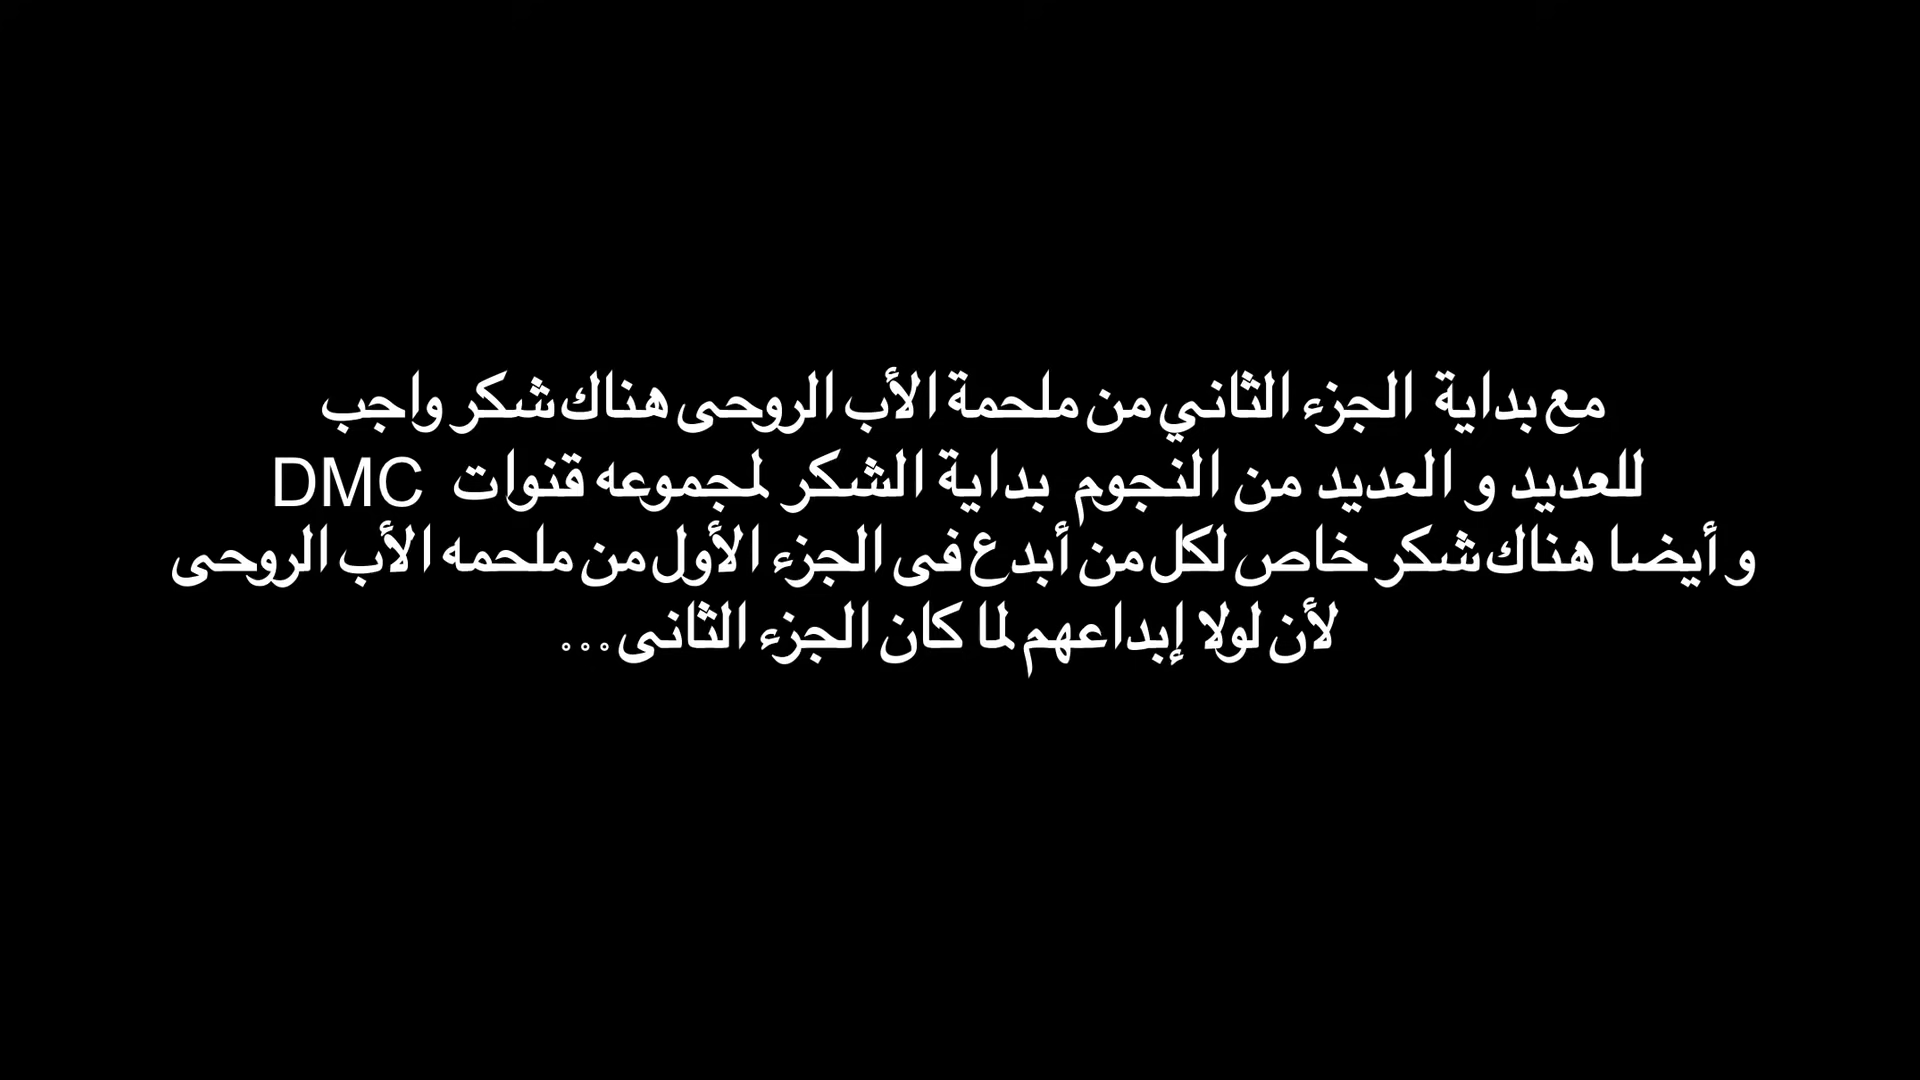 مع بداية الجزء الثاني من ملحمة الأب الروحى هناك شكر واجب
للعديد و العديد من النجوم بداية الشكر لمجموعه قنوات DMC
و أيضا هناك شكر خاص لكل من أبدع فى الجزء الأول من ملحمه الأب الروحى
لأن لولا إبداعهم لما كان الجزء الثانى...